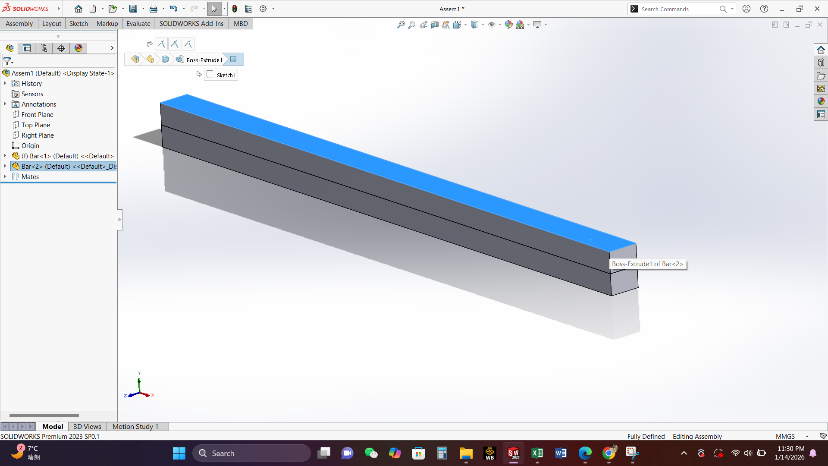 SOLIDWORKS
Assem1 *
Search Commands
Assembly Layout Sketch Markup Evaluate SOLIDWORKS Add-Ins MBD
Boss-Extrude1
Sketch1
Assem1 (Default) <Display State-1>
History
Sensors
Annotations
Front Plane
Top Plane
Right Plane
Origin
(f) Bar<1> (Default) <<Default>
Bar<2> (Default) <<Default>_Dis
Mates
Boss-Extrude1 of Bar<2>
Y
X
Z
Model 3D Views Motion Study 1
SOLIDWORKS Premium 2023 SP0.1
Fully Defined Editing Assembly MMGS
7°C
Search
11:30 PM
1/14/2026